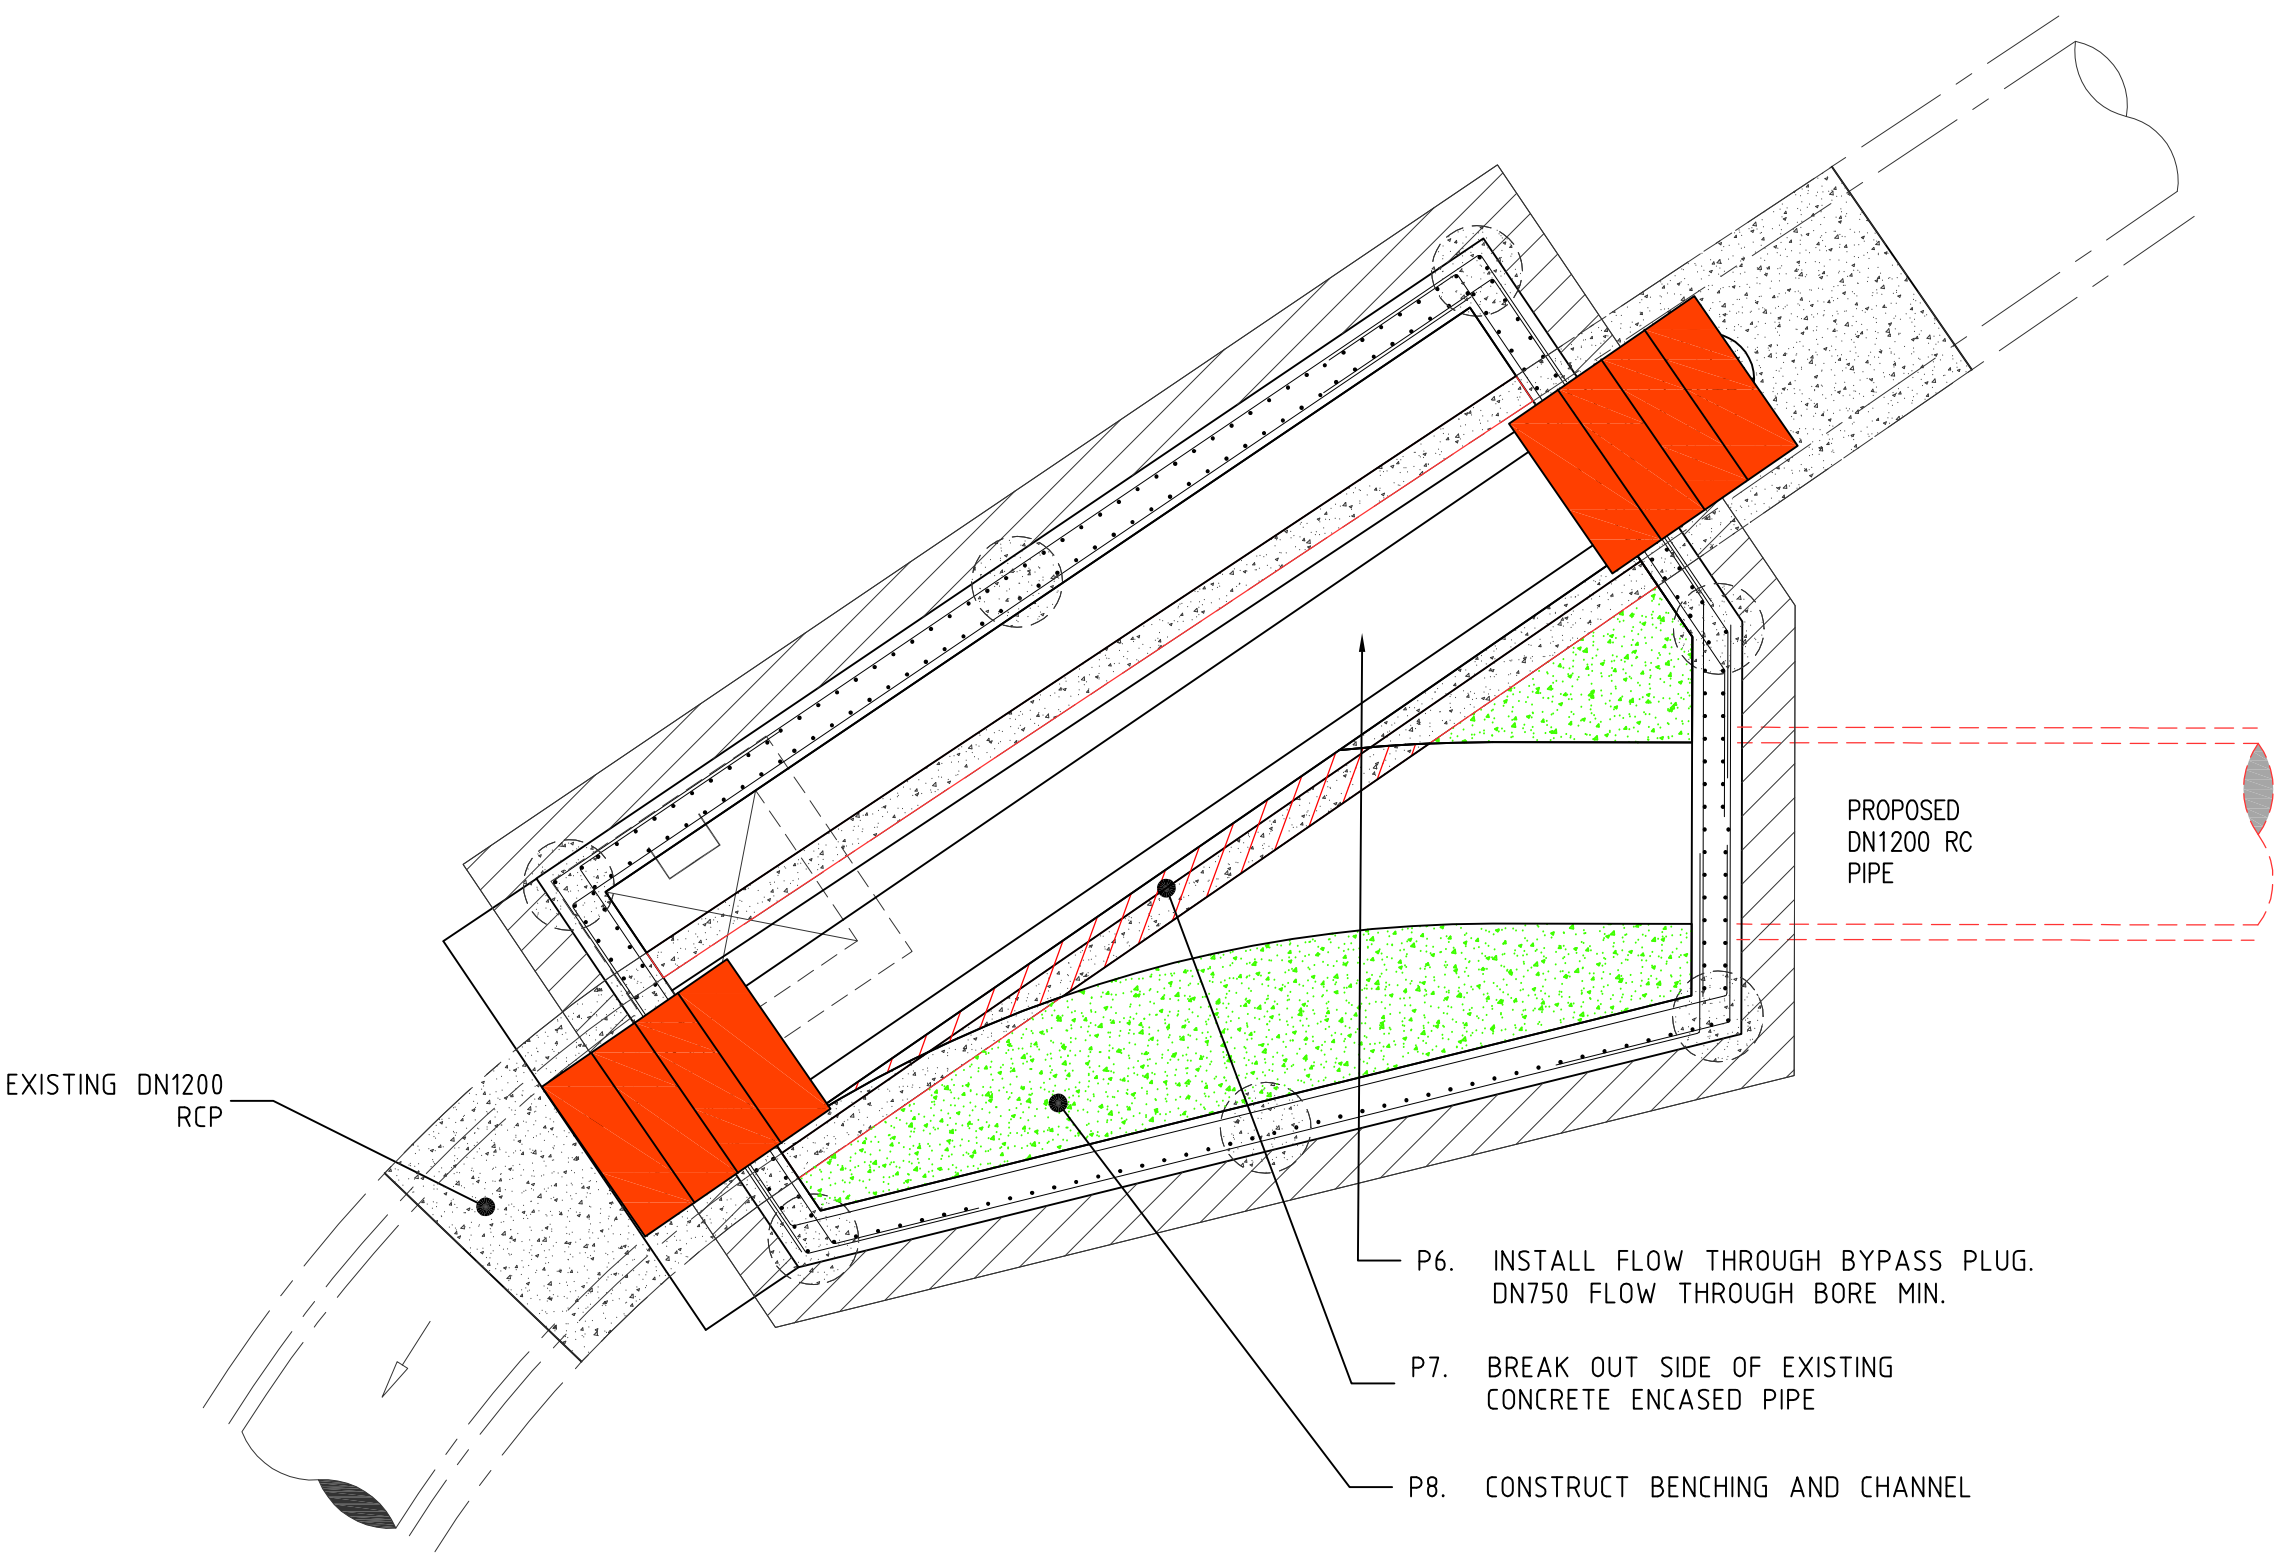 PROPOSED
DN1200 RC
PIPE
EXISTING DN1200
RCP
P6. INSTALL FLOW THROUGH BYPASS PLUG.
DN750 FLOW THROUGH BORE MIN.
P7. BREAK OUT SIDE OF EXISTING
CONCRETE ENCASED PIPE
P8. CONSTRUCT BENCHING AND CHANNEL